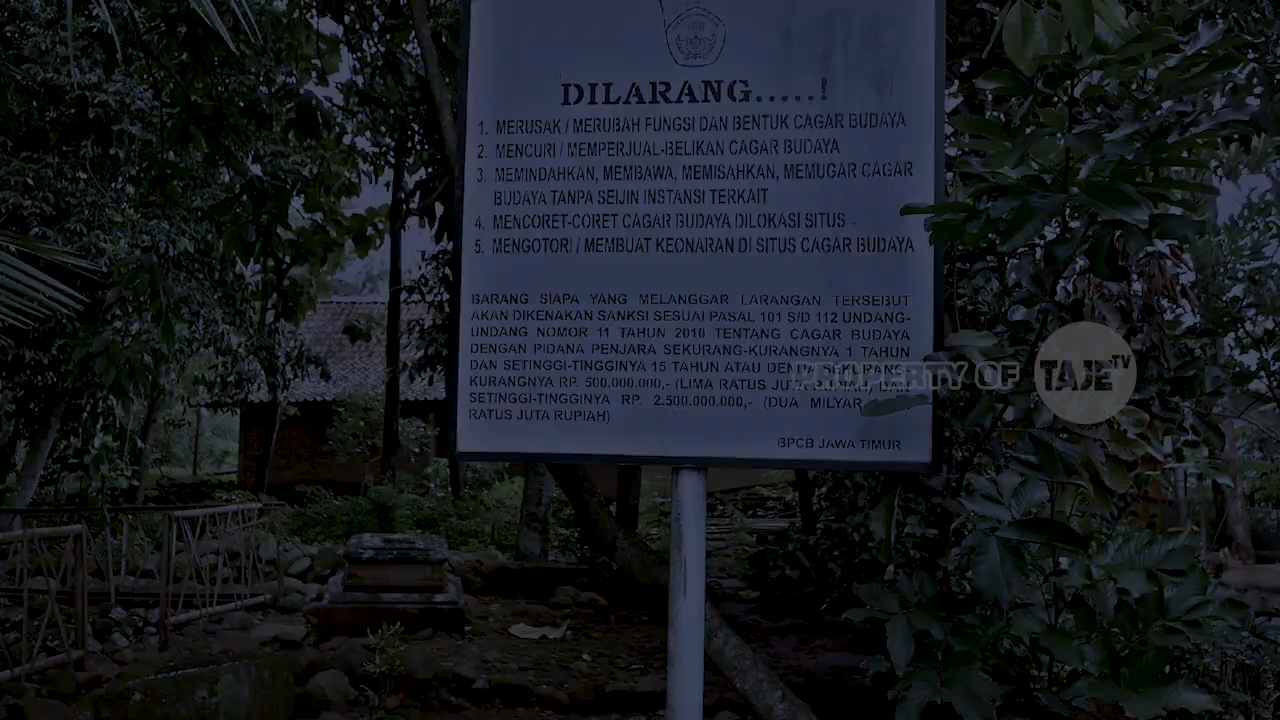 DILARANG.....!
1. MERUSAK / MERUBAH FUNGSI DAN BENTUK CAGAR BUDAYA
2. MENCURI / MEMPERJUAL-BELIKAN CAGAR BUDAYA
3. MEMINDAHKAN, MEMBAWA, MEMISAHKAN, MEMUGAR CAGAR
BUDAYA TANPA SEIJIN INSTANSI TERKAIT
4. MENCORET-CORET CAGAR BUDAYA DILOKASI SITUS
5. MENGOTORI / MEMBUAT KEONARAN DI SITUS CAGAR BUDAYA
BARANG SIAPA YANG MELANGGAR LARANGAN TERSEBUT
AKAN DIKENAKAN SANKSI SESUAI PASAL 101 S/D 112 UNDANG-
UNDANG NOMOR 11 TAHUN 2010 TENTANG CAGAR BUDAYA
DENGAN PIDANA PENJARA SEKURANG-KURANGNYA 1 TAHUN
DAN SETINGGI-TINGGINYA 15 TAHUN ATAU DENDA SEKURANG-
KURANGNYA RP. 500.000.000,- (LIMA RATUS JUTA RUPIAH) DAN
SETINGGI-TINGGINYA RP. 2.500.000.000,- (DUA MILYAR
RATUS JUTA RUPIAH)
BPCB JAWA TIMUR
PROPERTY OF TAJE TV